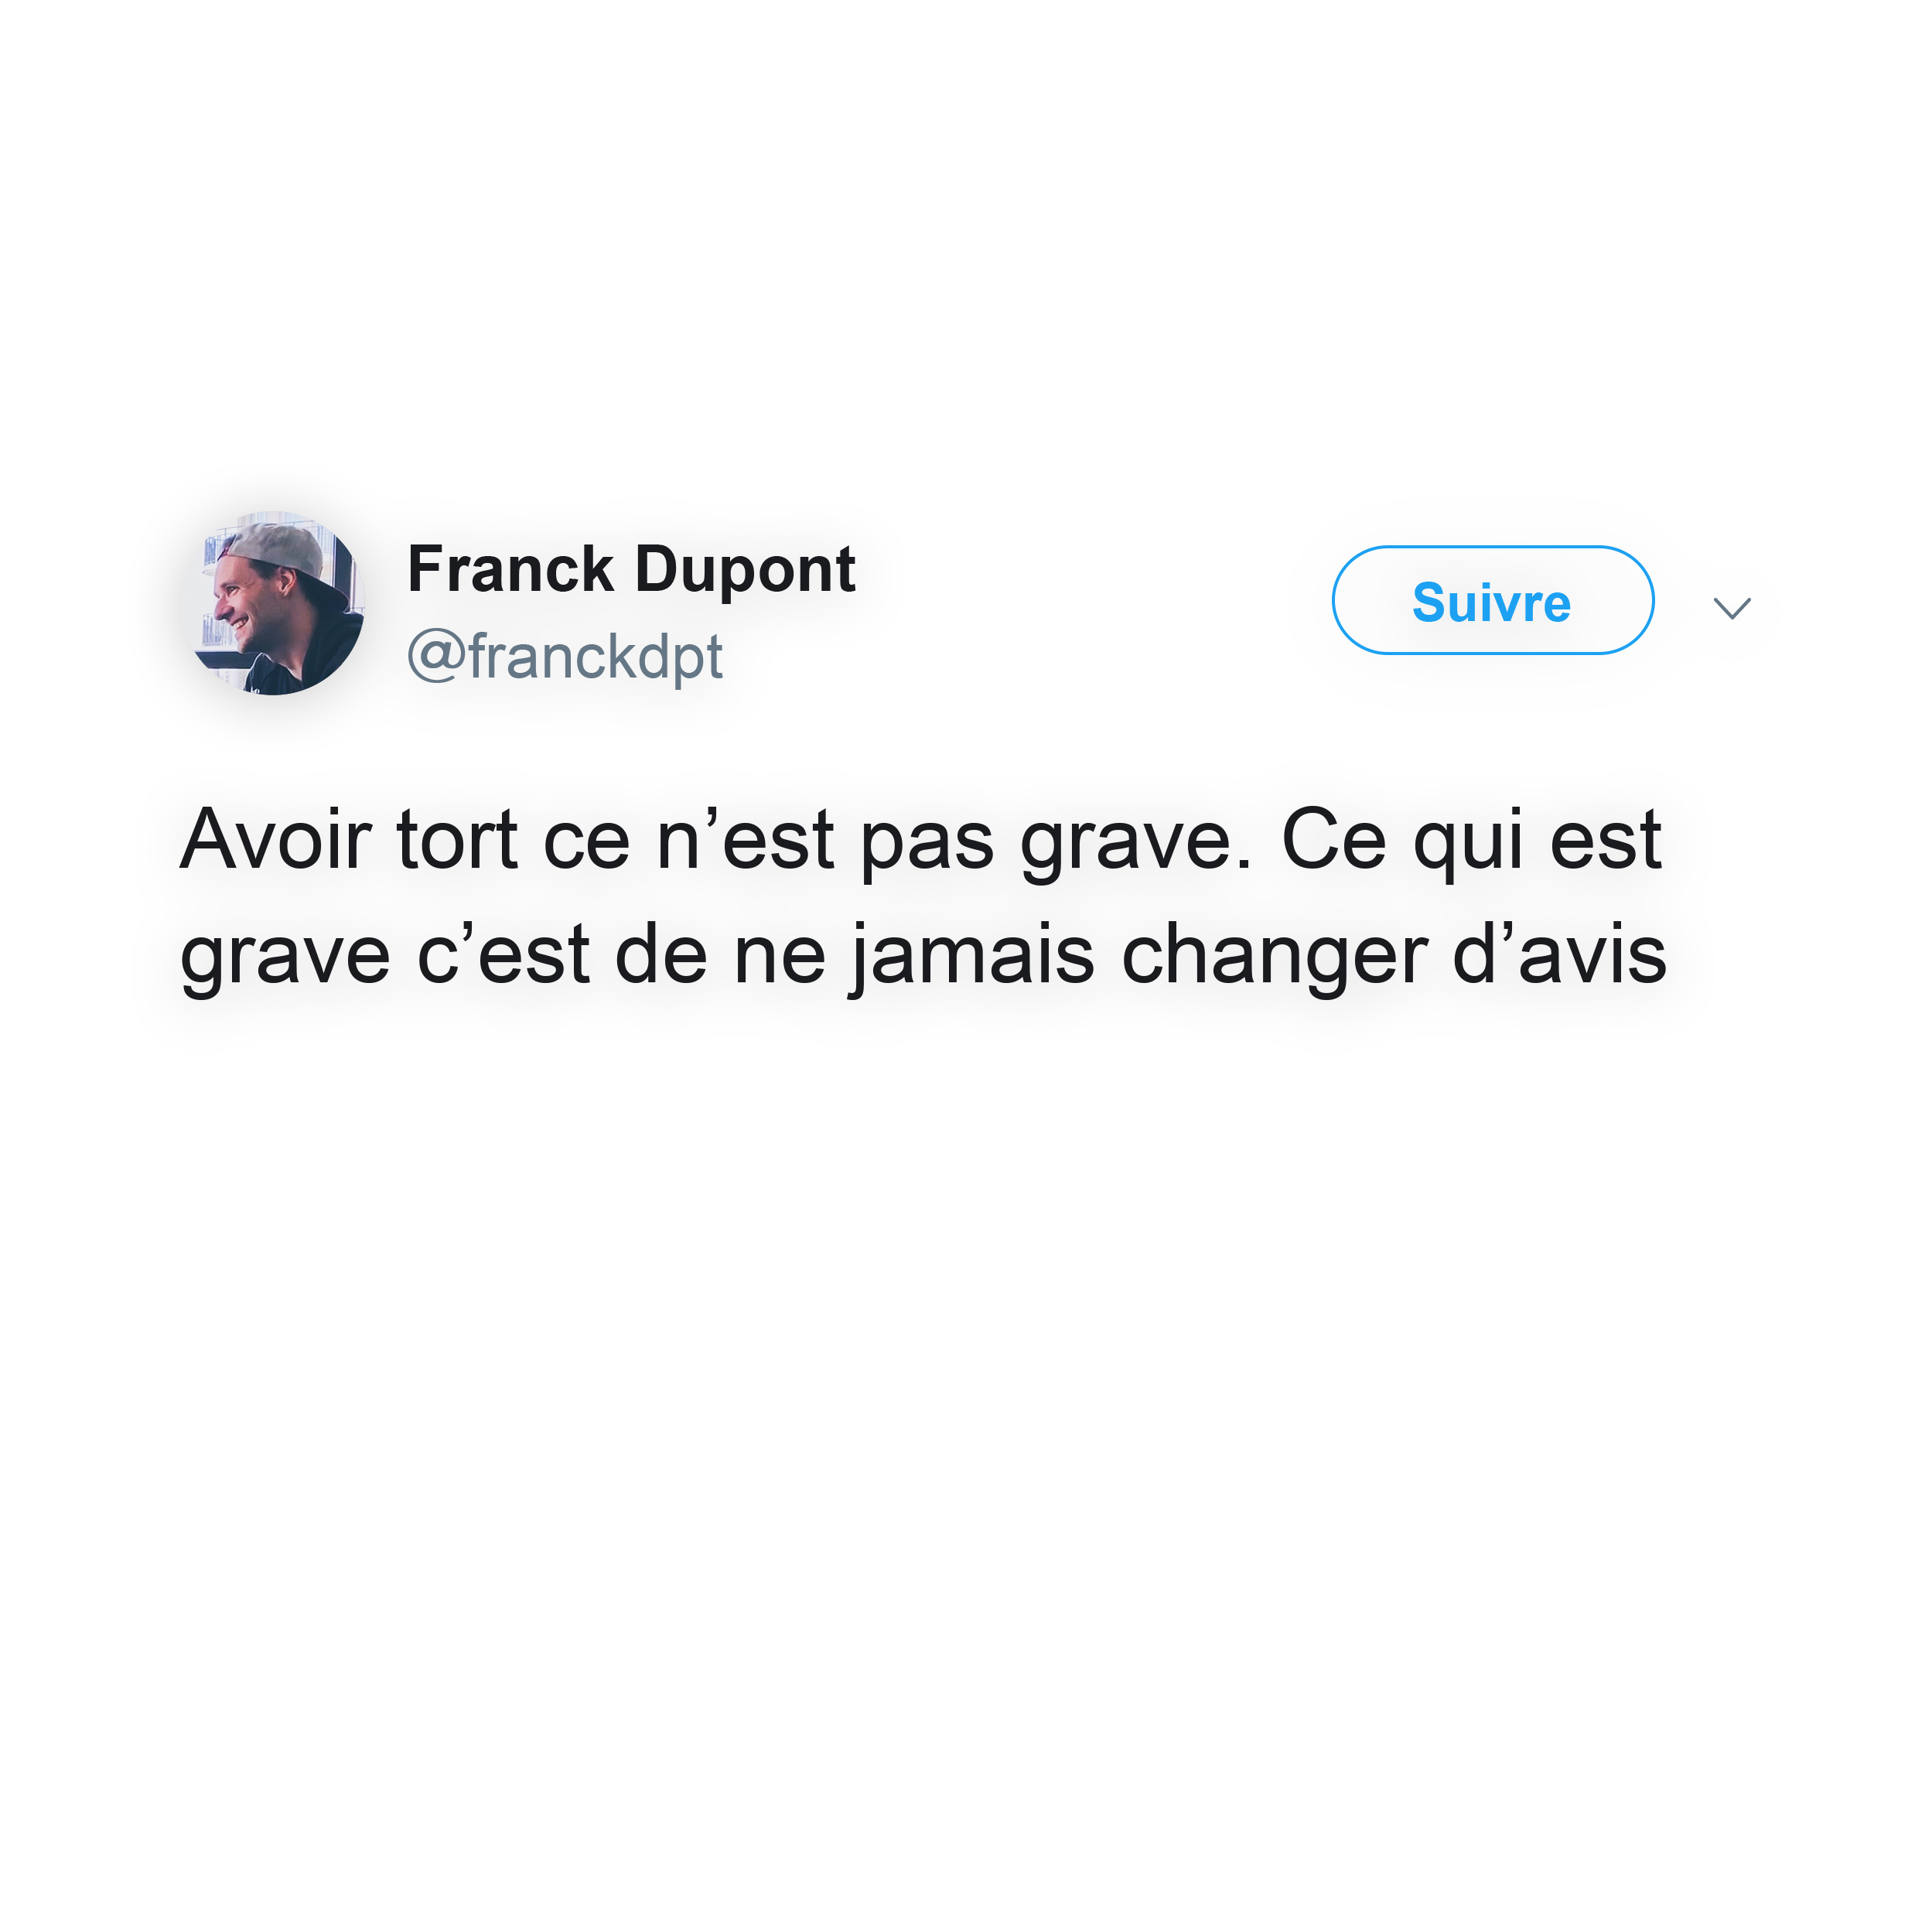 Franck Dupont
@franckdpt
Suivre
Avoir tort ce n’est pas grave. Ce qui est
grave c’est de ne jamais changer d’avis